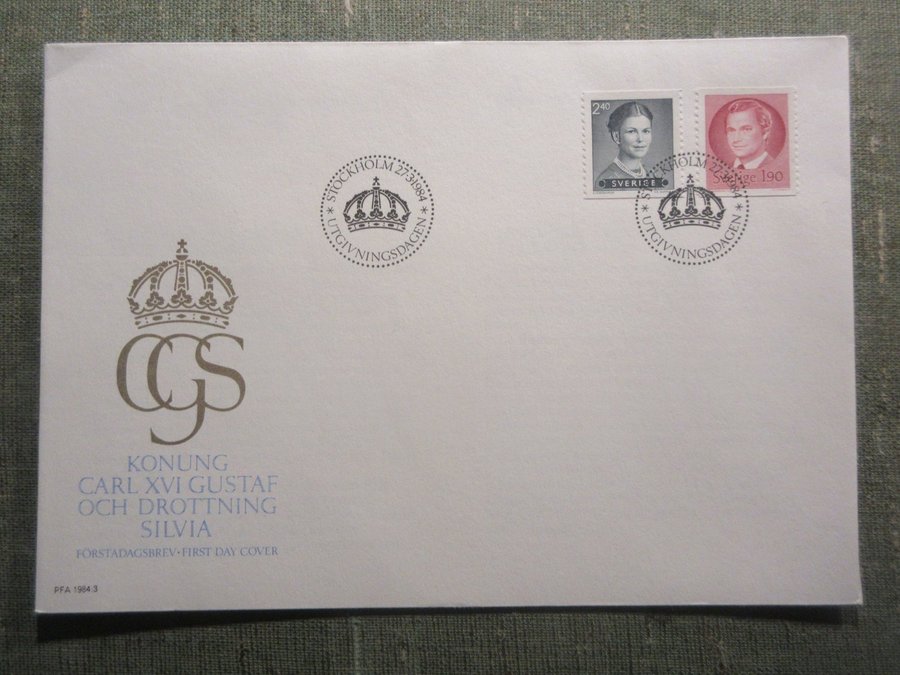 2.40
SVERIGE
Sverige 1.90
* STOCKHOLM 27.3.1984 *
UTGIVNINGSDAGEN
* STOCKHOLM 27.3.1984 *
UTGIVNINGSDAGEN
CGS
KONUNG
CARL XVI GUSTAF
OCH DROTTNING
SILVIA
FÖRSTADAGSBREV • FIRST DAY COVER
PFA 1984:3